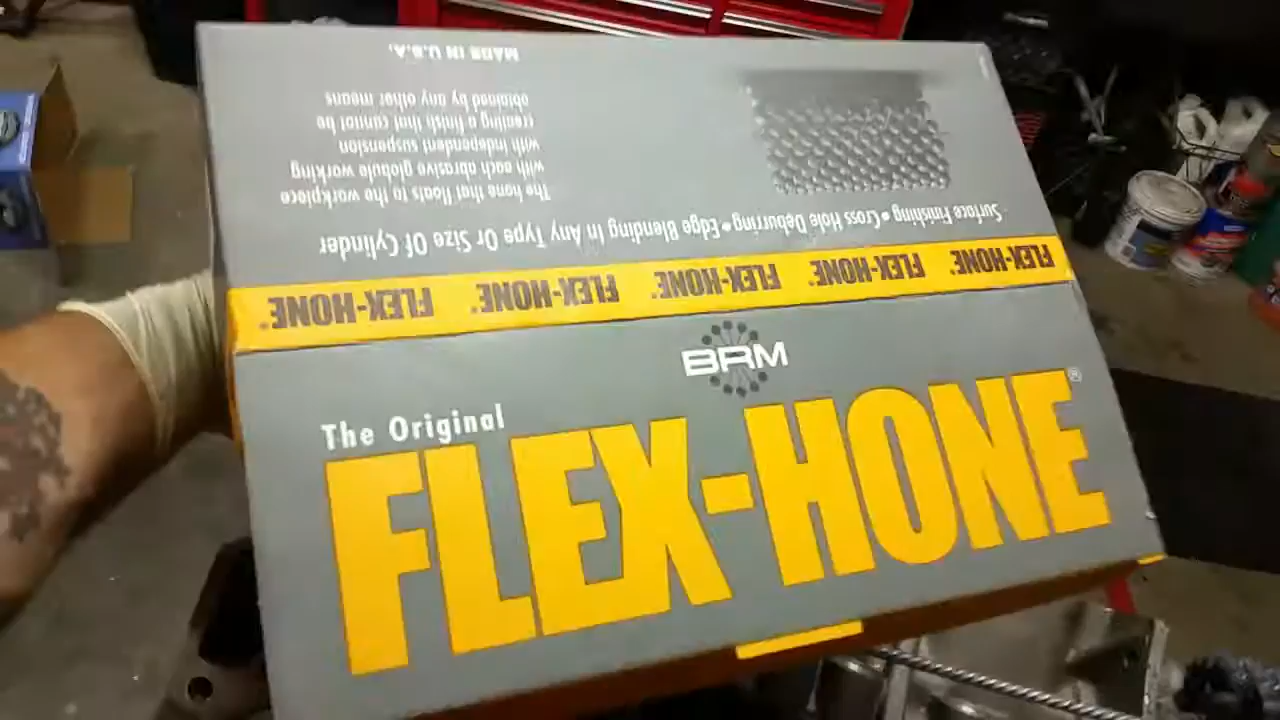 MADE IN U.S.A.
The hone that floats to the workpiece
with each abrasive globule working
with independent suspension
creating a finish that cannot be
obtained by any other means
Surface Finishing • Cross Hole Deburring • Edge Blending In Any Type Or Size Of Cylinder
FLEX-HONE® FLEX-HONE® FLEX-HONE® FLEX-HONE® FLEX-HONE®
BRM
The Original
FLEX-HONE®